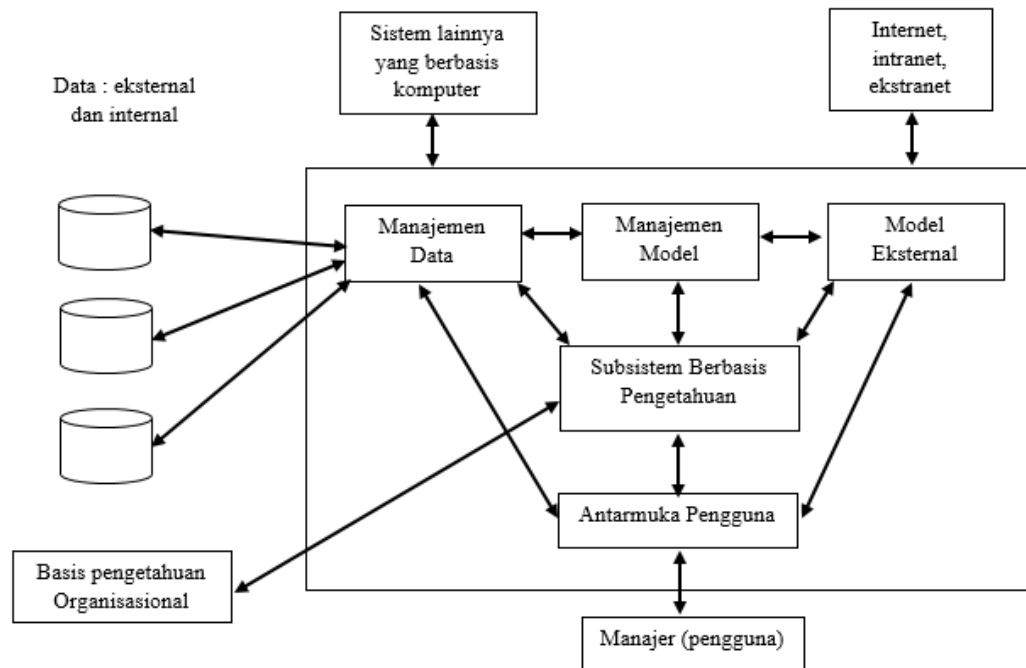 Sistem lainnya
yang berbasis
komputer
Internet,
intranet,
ekstranet
Data : eksternal
dan internal
Manajemen
Data
Manajemen
Model
Model
Eksternal
Subsistem Berbasis
Pengetahuan
Antarmuka Pengguna
Basis pengetahuan
Organisasional
Manajer (pengguna)